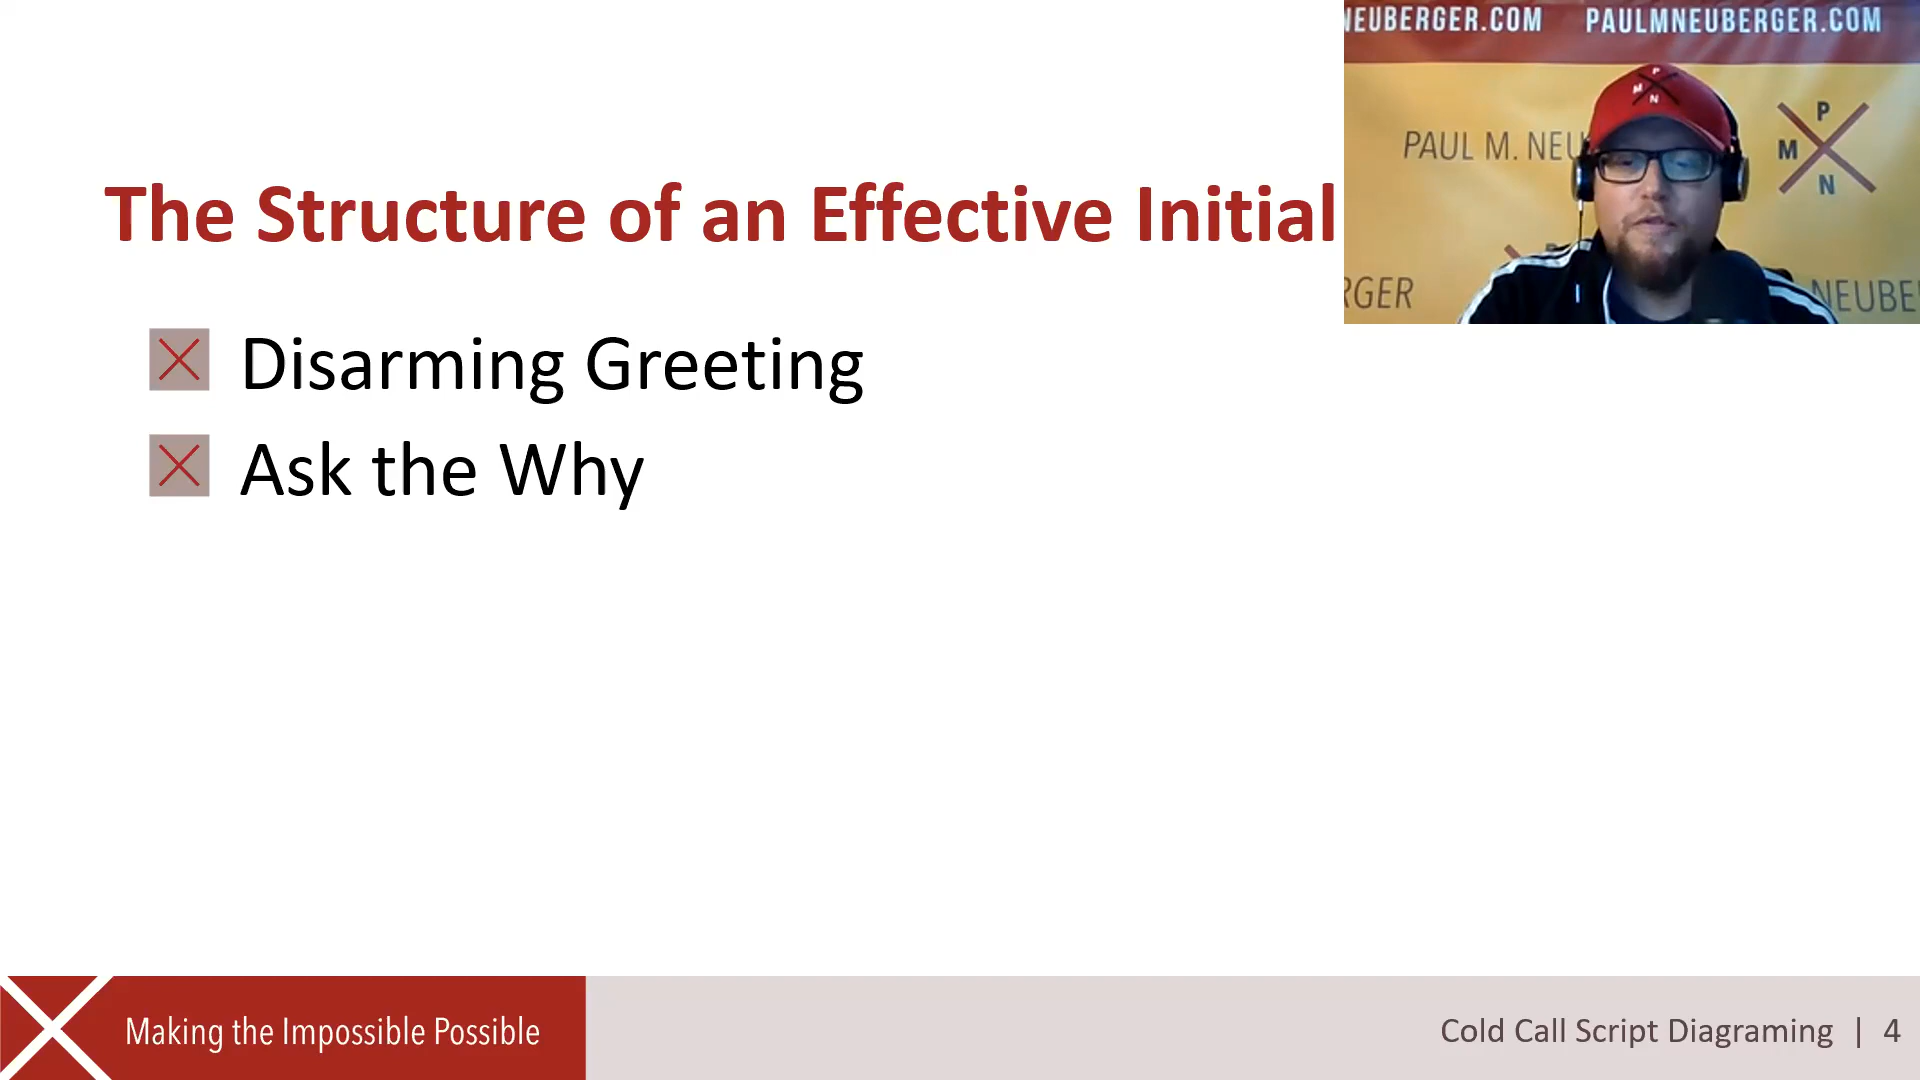 NEUBERGER.COM PAULMNEUBERGER.COM
P
M
N
PAUL M. NEU
P
M
N
RGER
NEUBE
The Structure of an Effective Initial
Disarming Greeting
Ask the Why
Making the Impossible Possible
Cold Call Script Diagraming | 4